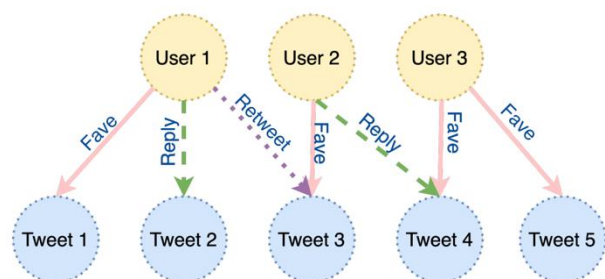 User 1
User 2
User 3
Fave
Reply
Retweet
Fave
Reply
Fave
Fave
Tweet 1
Tweet 2
Tweet 3
Tweet 4
Tweet 5